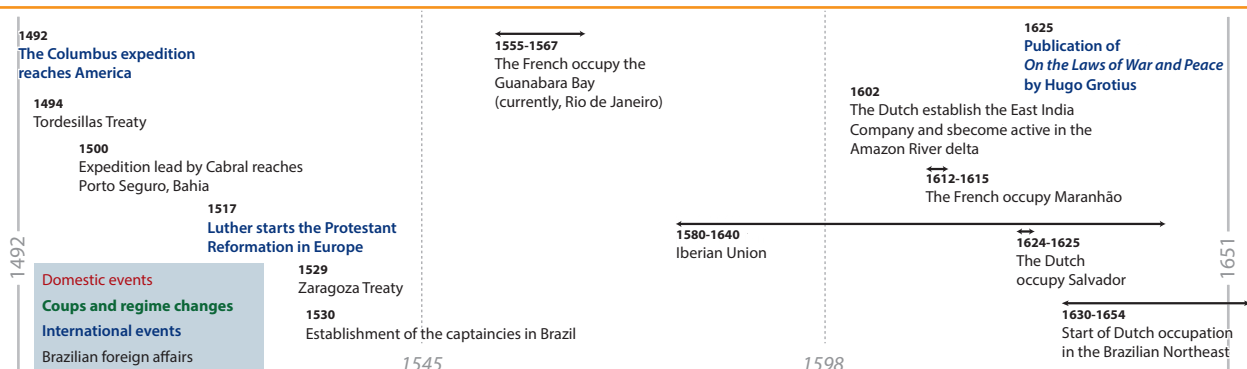 1492
The Columbus expedition
reaches America
1494
Tordesillas Treaty
1500
Expedition lead by Cabral reaches
Porto Seguro, Bahia
1517
Luther starts the Protestant
Reformation in Europe
1529
Zaragoza Treaty
1530
Establishment of the captaincies in Brazil
1555-1567
The French occupy the
Guanabara Bay
(currently, Rio de Janeiro)
1580-1640
Iberian Union
1602
The Dutch establish the East India
Company and sbecome active in the
Amazon River delta
1612-1615
The French occupy Maranhão
1625
Publication of
On the Laws of War and Peace
by Hugo Grotius
1624-1625
The Dutch
occupy Salvador
1630-1654
Start of Dutch occupation
in the Brazilian Northeast
Domestic events
Coups and regime changes
International events
Brazilian foreign affairs
1492
1545
1598
1651